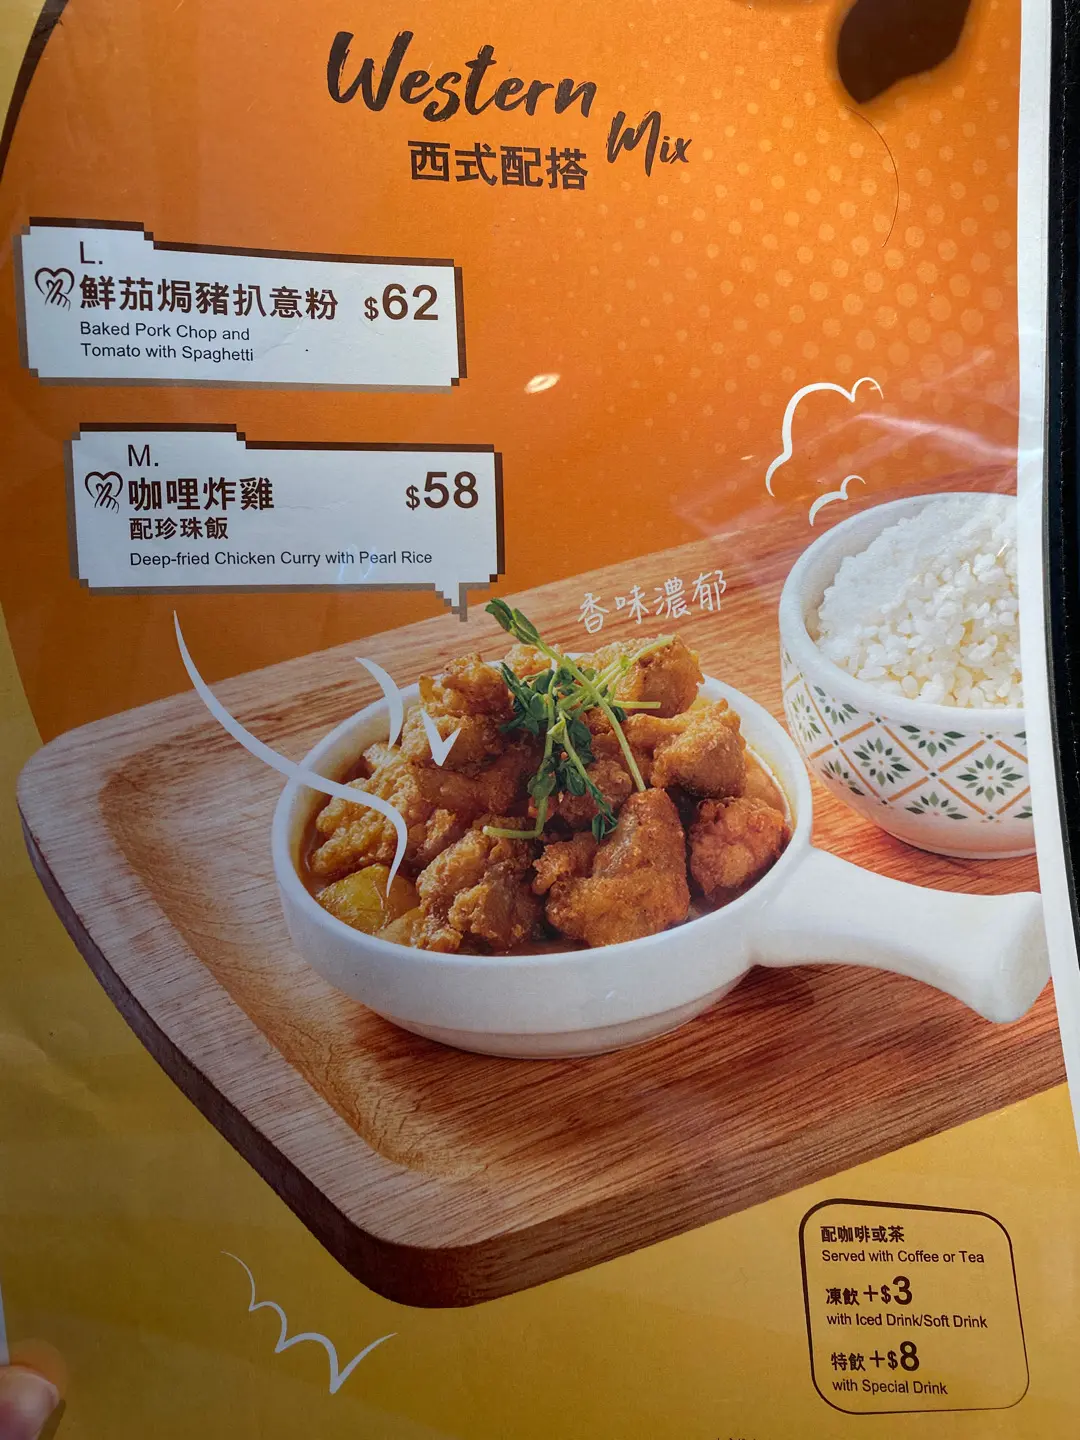 Western
Mix
西式配搭
L.
鮮茄焗豬扒意粉 $62
Baked Pork Chop and
Tomato with Spaghetti
M.
咖哩炸雞 $58
配珍珠飯
Deep-fried Chicken Curry with Pearl Rice
香味濃郁
配咖啡或茶
Served with Coffee or Tea
凍飲+$3
with Iced Drink/Soft Drink
特飲+$8
with Special Drink